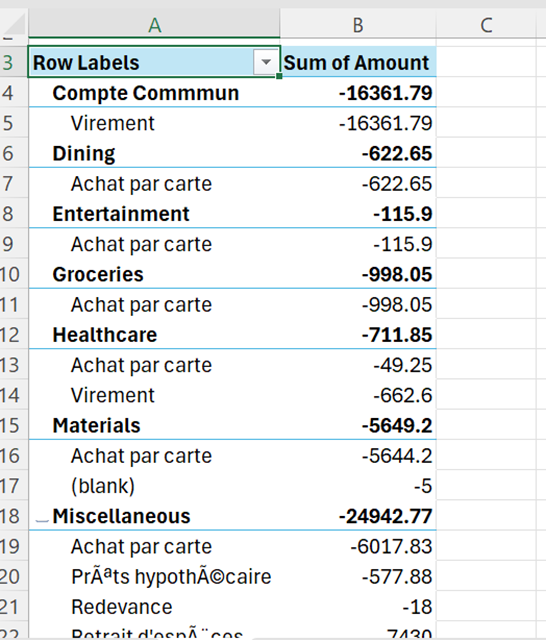 A B C
3 Row Labels Sum of Amount
4 Compte Commmun -16361.79
5 Virement -16361.79
6 Dining -622.65
7 Achat par carte -622.65
8 Entertainment -115.9
9 Achat par carte -115.9
10 Groceries -998.05
11 Achat par carte -998.05
12 Healthcare -711.85
13 Achat par carte -49.25
14 Virement -662.6
15 Materials -5649.2
16 Achat par carte -5644.2
17 (blank) -5
18 Miscellaneous -24942.77
19 Achat par carte -6017.83
20 Prêts hypothécaire -577.88
21 Redevance -18
22 Retrait d'espÃ¨ces 7430